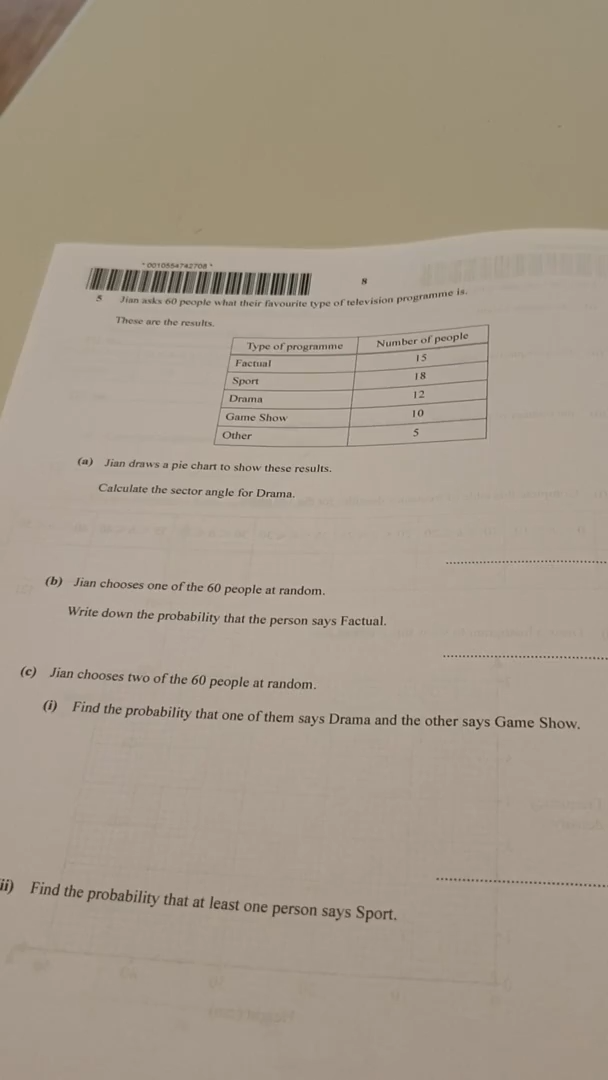 * 0010554742708 *
8
5 Jian asks 60 people what their favourite type of television programme is.
These are the results.
Type of programme Number of people
Factual 15
Sport 18
Drama 12
Game Show 10
Other 5
(a) Jian draws a pie chart to show these results.
Calculate the sector angle for Drama.
(b) Jian chooses one of the 60 people at random.
Write down the probability that the person says Factual.
(c) Jian chooses two of the 60 people at random.
(i) Find the probability that one of them says Drama and the other says Game Show.
ii) Find the probability that at least one person says Sport.